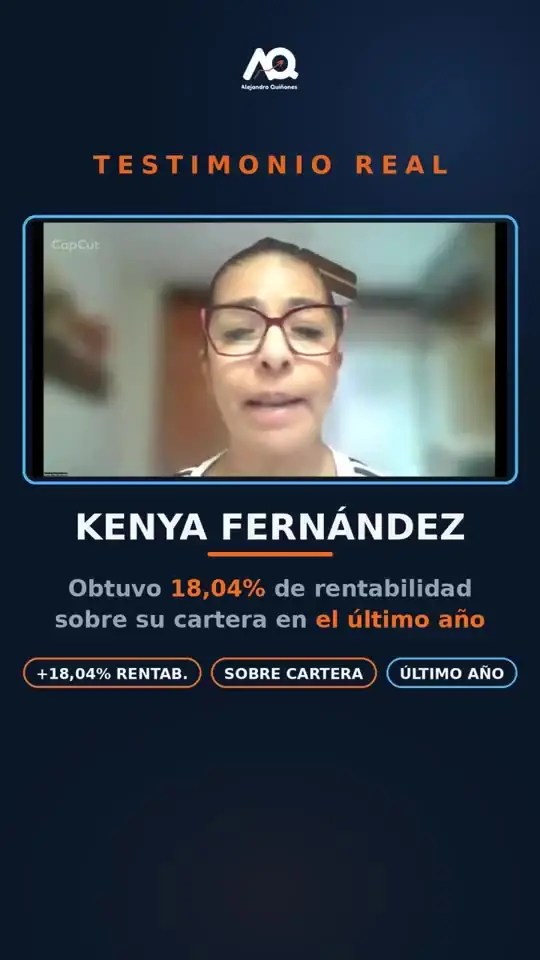 AQ
Alejandro Quiñones
TESTIMONIO REAL
CapCut
KENYA FERNÁNDEZ
Obtuvo 18,04% de rentabilidad
sobre su cartera en el último año
+18,04% RENTAB.
SOBRE CARTERA
ÚLTIMO AÑO